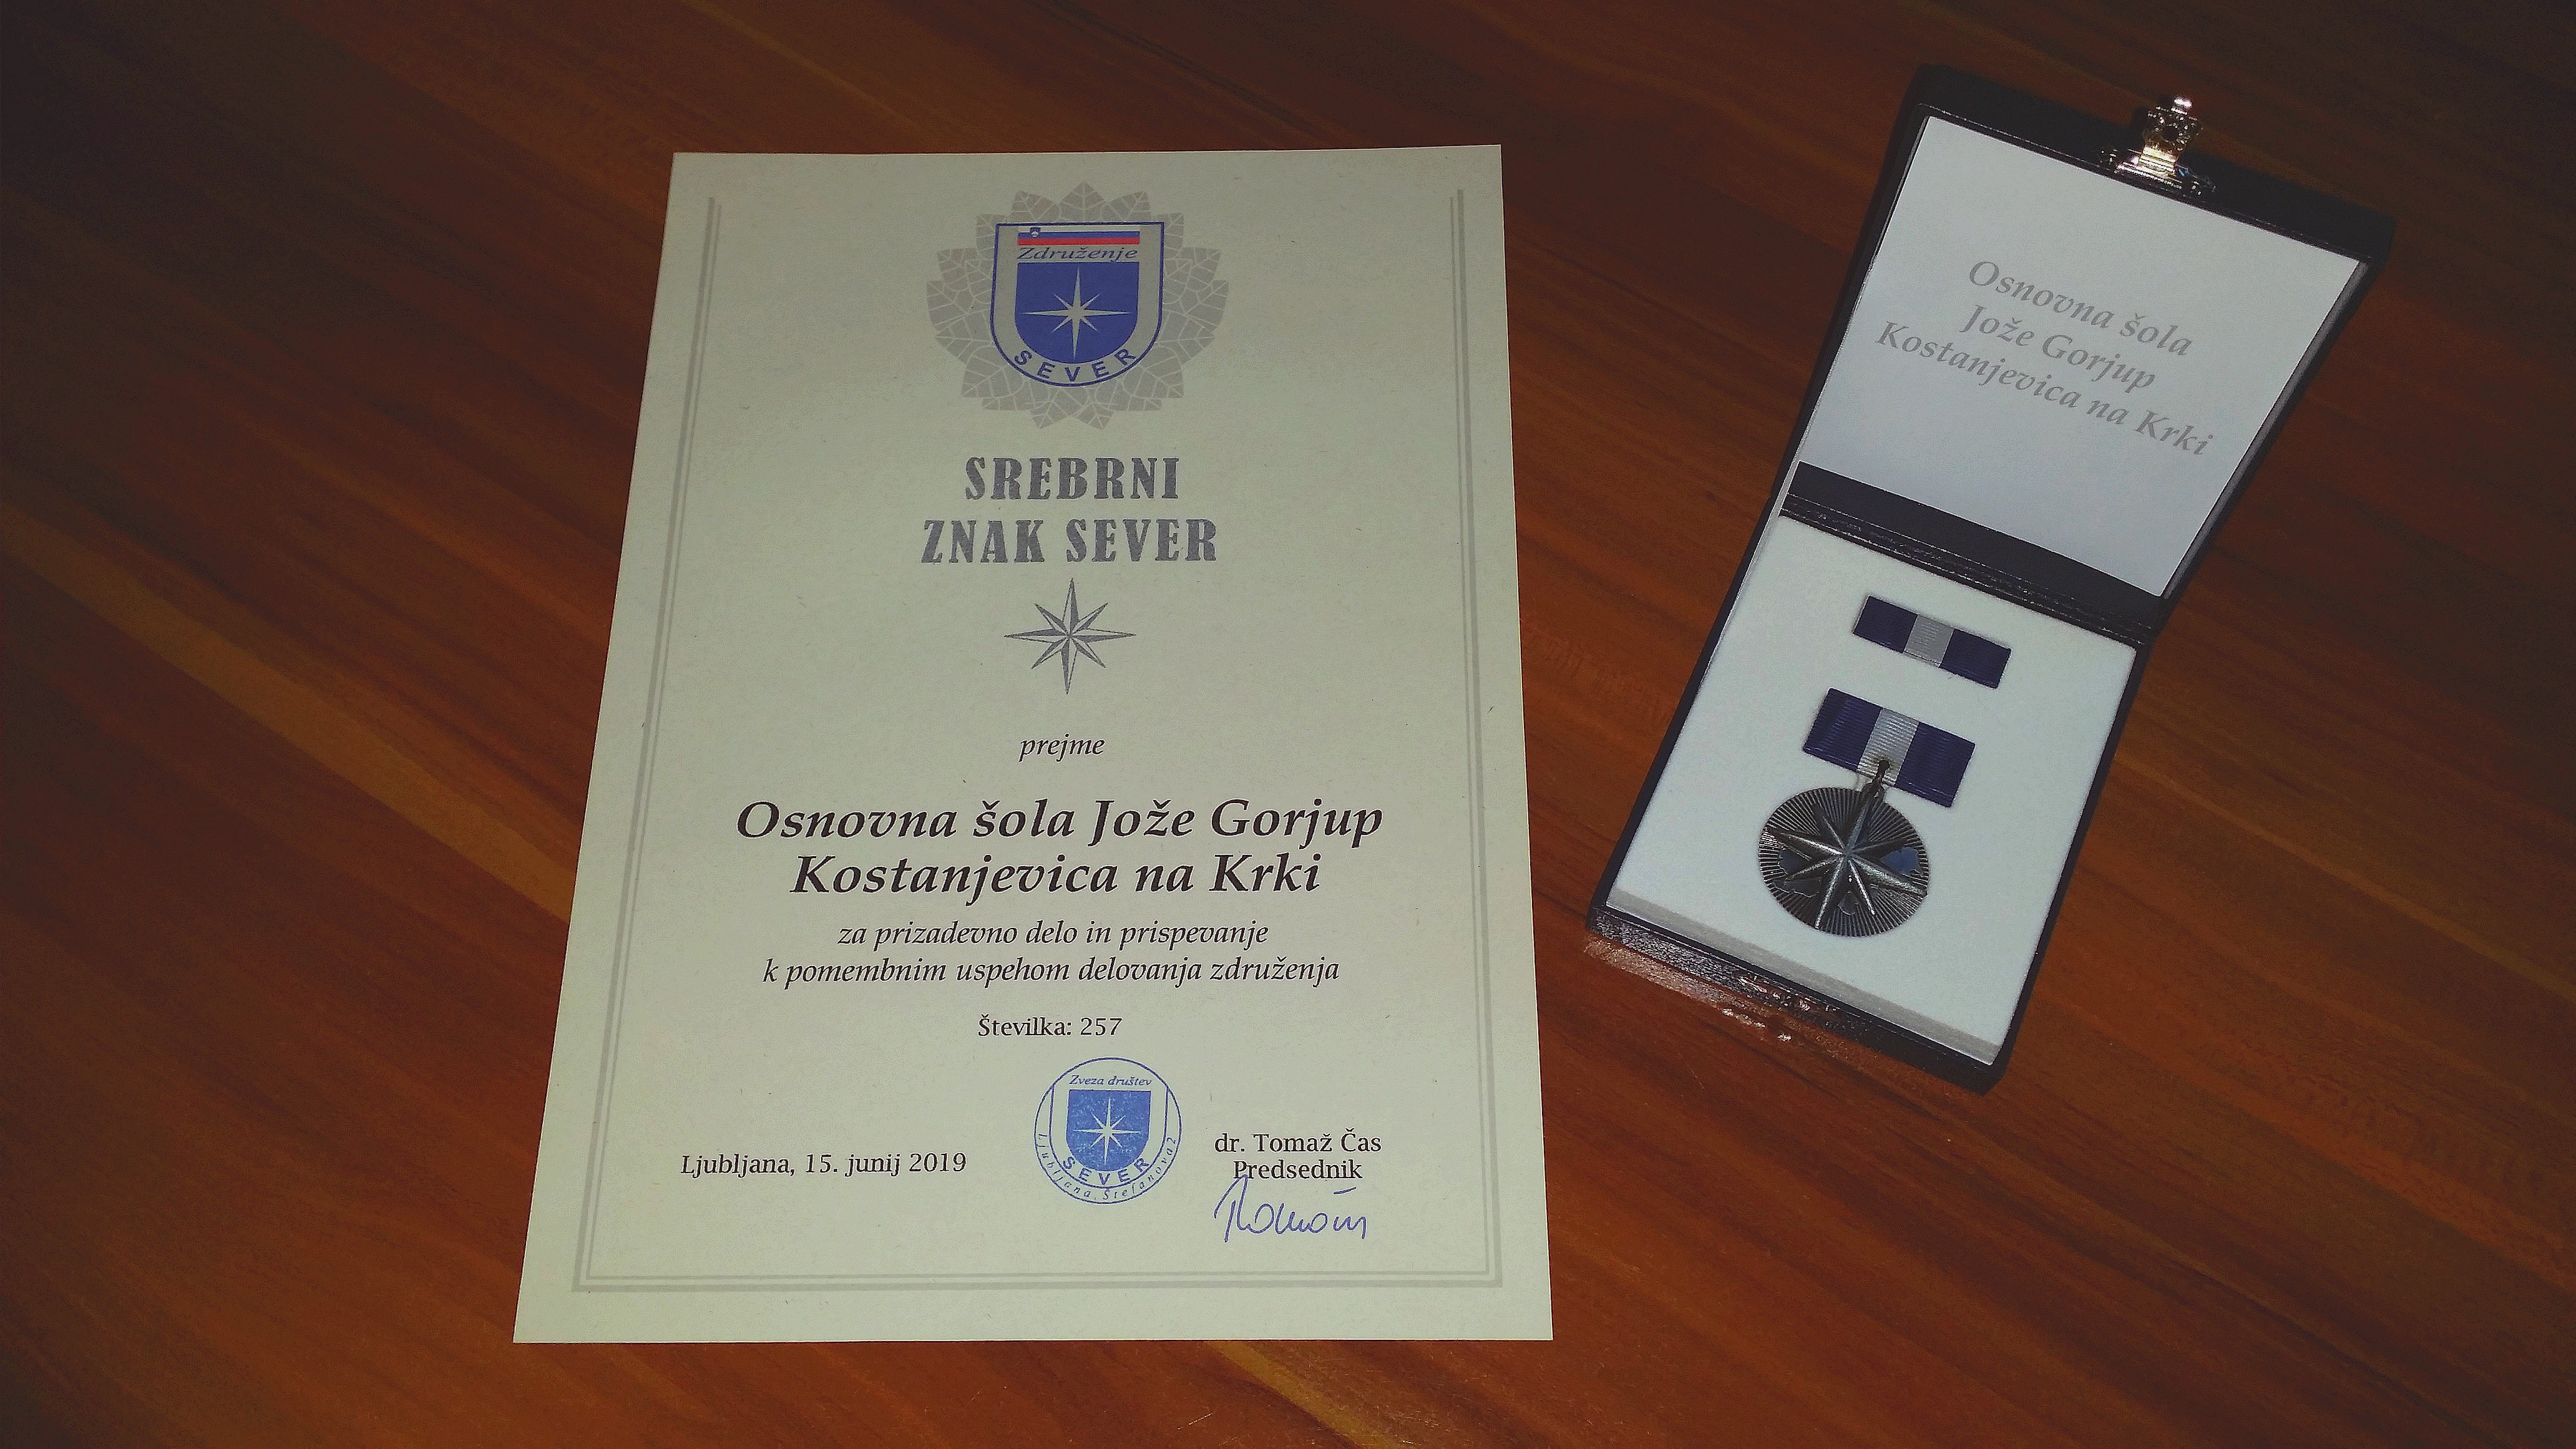 Združenje
SEVER
SREBRNI
ZNAK SEVER
prejme
Osnovna šola Jože Gorjup
Kostanjevica na Krki
za prizadevno delo in prispevanje
k pomembnim uspehom delovanja združenja
Številka: 257
Zveza društev
SEVER
Ljubljana, Štefanova 2
Ljubljana, 15. junij 2019
dr. Tomaž Čas
Predsednik
Osnovna šola
Jože Gorjup
Kostanjevica na Krki